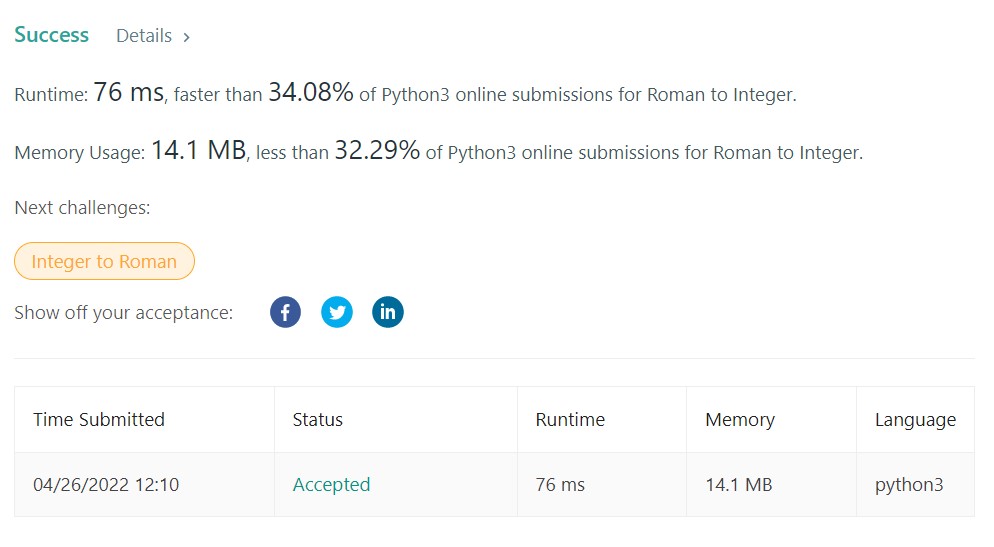 Success Details >
Runtime: 76 ms, faster than 34.08% of Python3 online submissions for Roman to Integer.
Memory Usage: 14.1 MB, less than 32.29% of Python3 online submissions for Roman to Integer.
Next challenges:
Integer to Roman
Show off your acceptance: f in
Time Submitted Status Runtime Memory Language
04/26/2022 12:10 Accepted 76 ms 14.1 MB python3